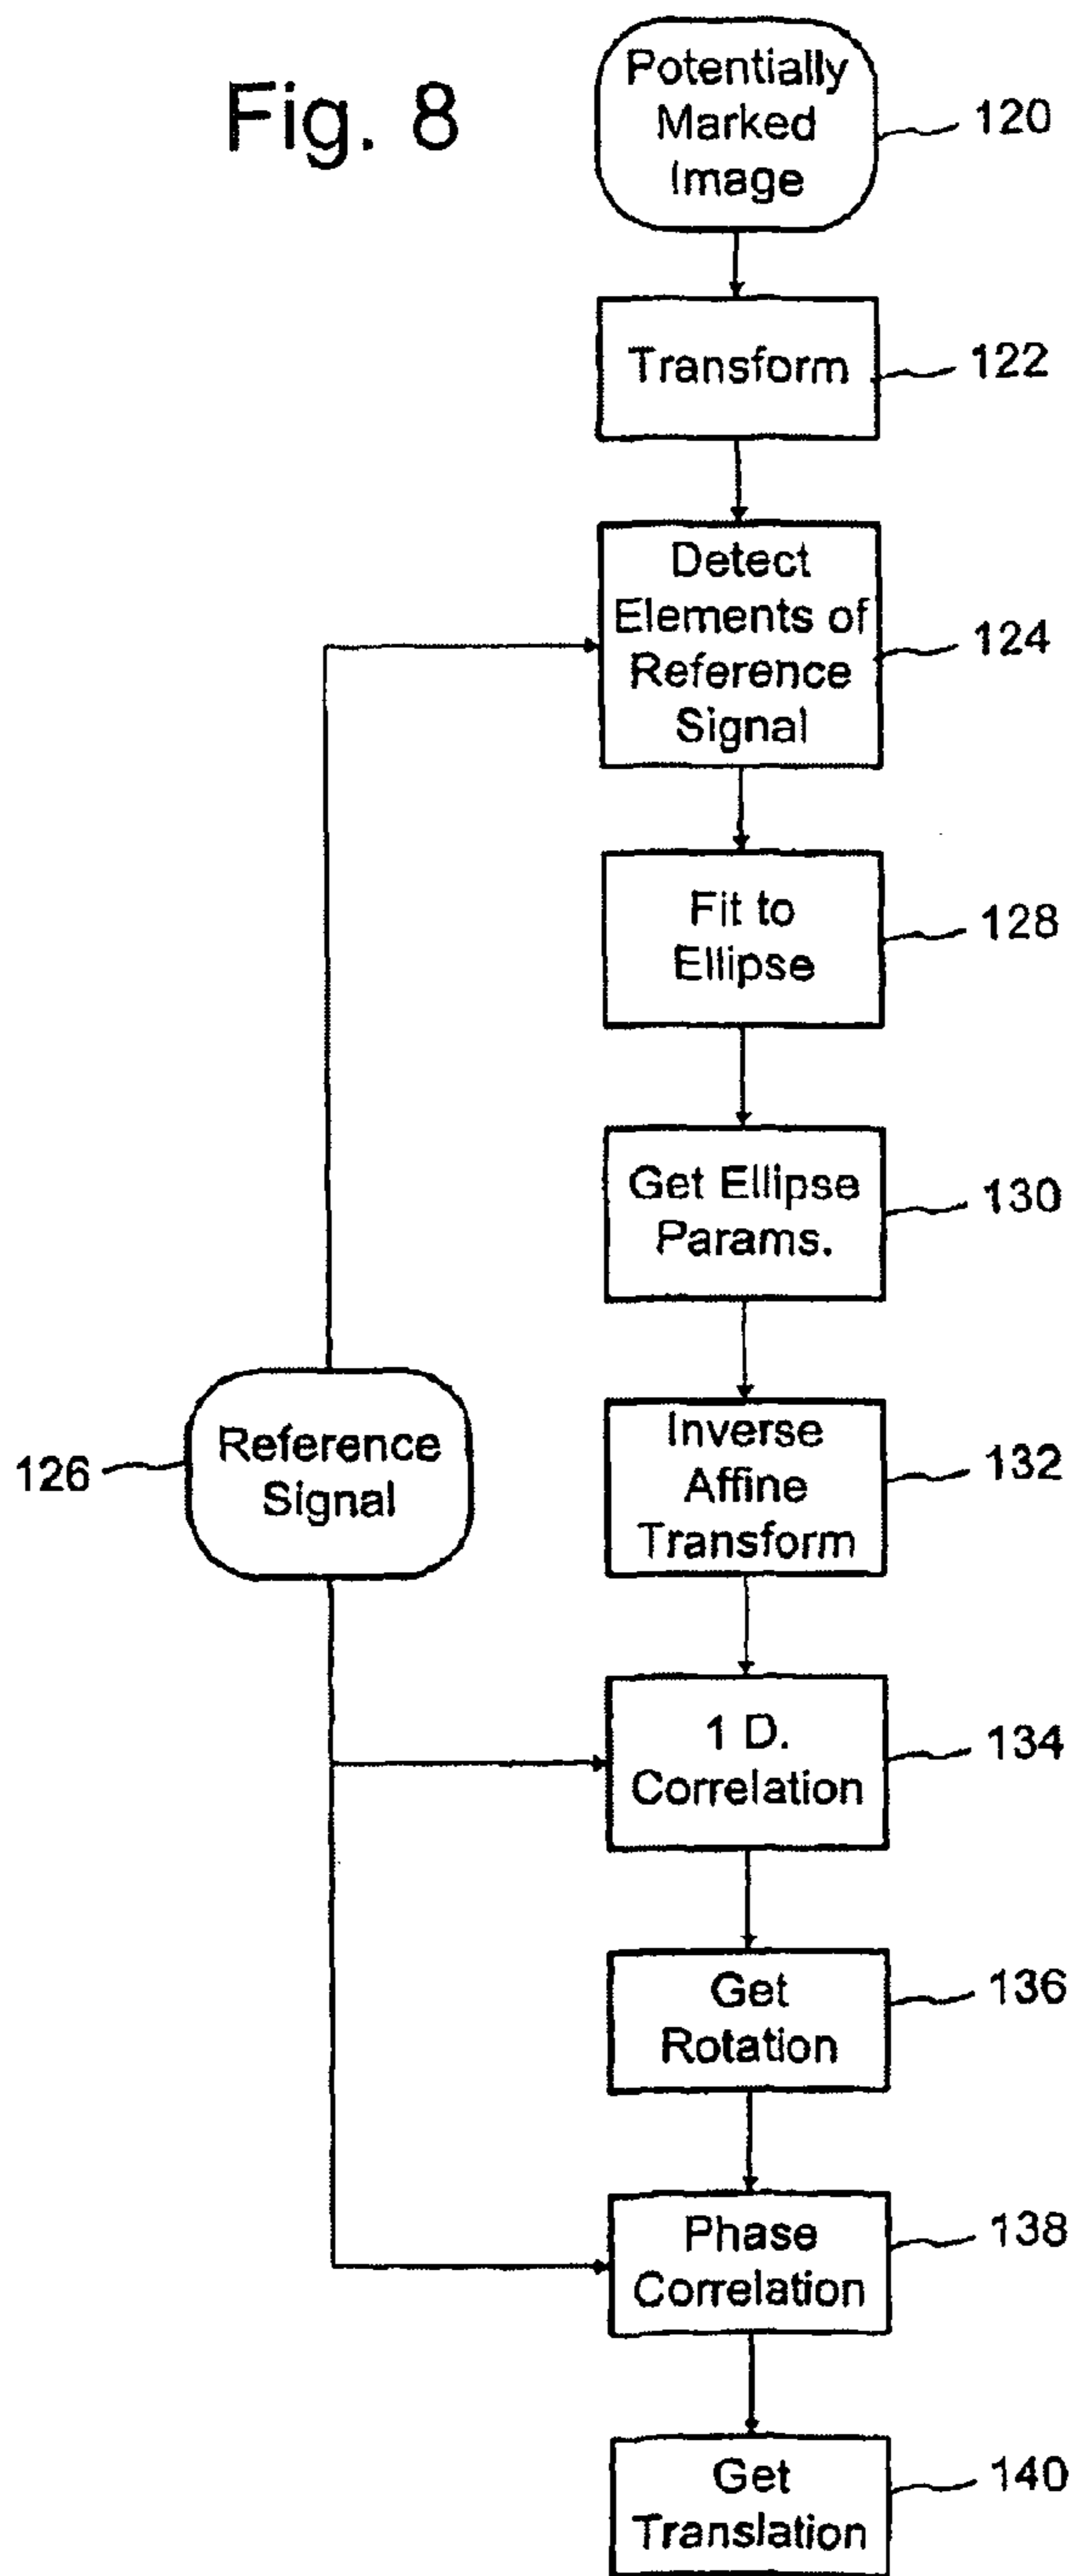 Fig. 8
Potentially
Marked
Image
120
Transform
122
Detect
Elements of
Reference
Signal
124
Fit to
Ellipse
128
Get Ellipse
Params.
130
Reference
Signal
126
Inverse
Affine
Transform
132
1 D.
Correlation
134
Get
Rotation
136
Phase
Correlation
138
Get
Translation
140